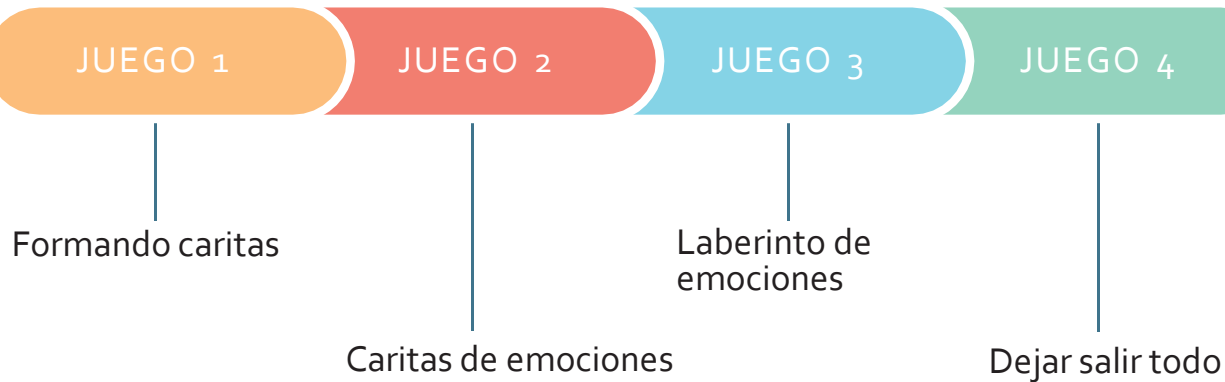 JUEGO 1
JUEGO 2
JUEGO 3
JUEGO 4
Formando caritas
Laberinto de
emociones
Caritas de emociones
Dejar salir todo